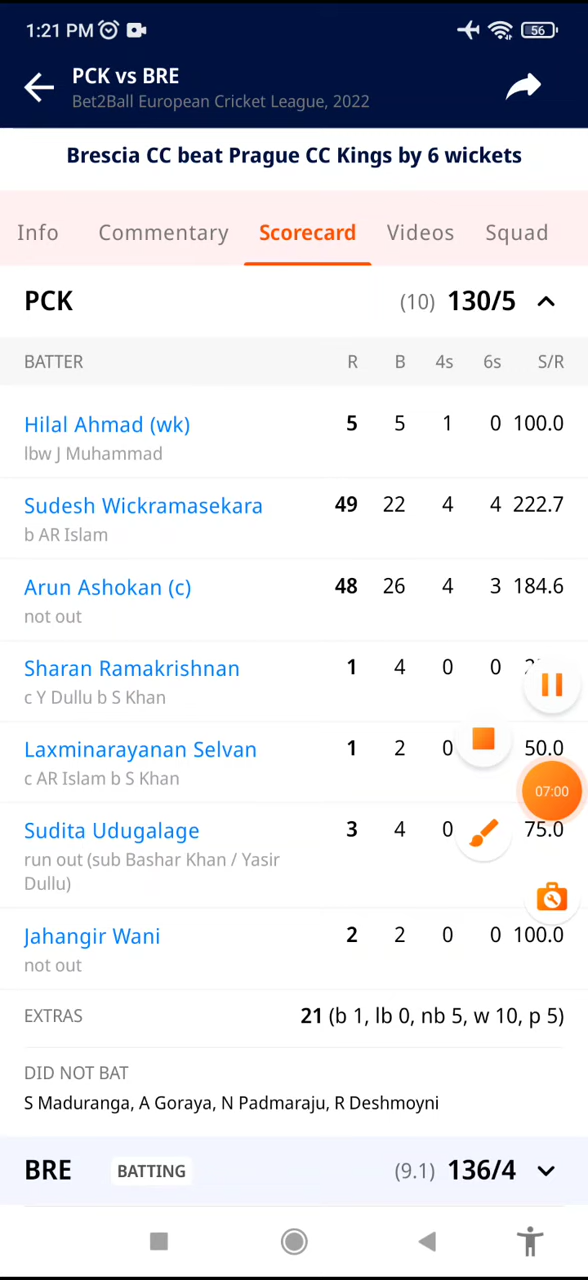 1:21 PM
56
PCK vs BRE
Bet2Ball European Cricket League, 2022
Brescia CC beat Prague CC Kings by 6 wickets
Info Commentary Scorecard Videos Squad
PCK (10) 130/5
BATTER R B 4s 6s S/R
Hilal Ahmad (wk) 5 5 1 0 100.0
lbw J Muhammad
Sudesh Wickramasekara 49 22 4 4 222.7
b AR Islam
Arun Ashokan (c) 48 26 4 3 184.6
not out
Sharan Ramakrishnan 1 4 0 0
c Y Dullu b S Khan
Laxminarayanan Selvan 1 2 0 50.0
c AR Islam b S Khan
07:00
Sudita Udugalage 3 4 0 75.0
run out (sub Bashar Khan / Yasir
Dullu)
Jahangir Wani 2 2 0 0 100.0
not out
EXTRAS 21 (b 1, lb 0, nb 5, w 10, p 5)
DID NOT BAT
S Maduranga, A Goraya, N Padmaraju, R Deshmoyni
BRE BATTING (9.1) 136/4